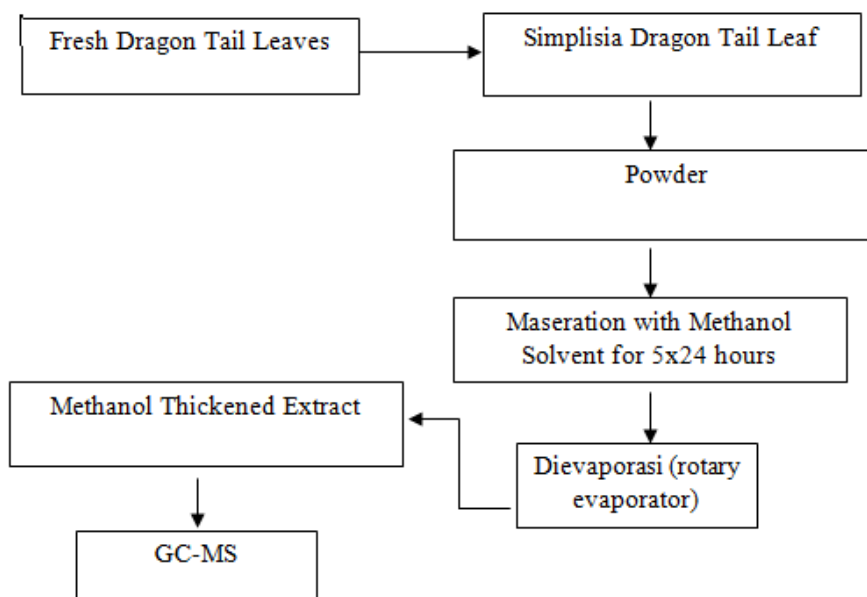 Fresh Dragon Tail Leaves
Simplisia Dragon Tail Leaf
Powder
Maseration with Methanol
Solvent for 5x24 hours
Dievaporasi (rotary
evaporator)
Methanol Thickened Extract
GC-MS